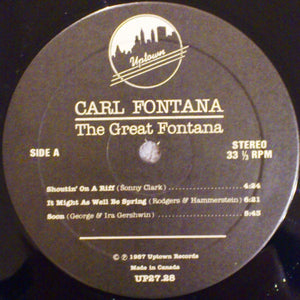 Uptown
CARL FONTANA
The Great Fontana
SIDE A
STEREO
33 ⅓ RPM
Shoutin' On A Riff (Sonny Clark) 4:24
It Might As Well Be Spring (Rodgers & Hammerstein) 6:21
Soon (George & Ira Gershwin) 5:45
© ℗ 1987 Uptown Records
Made in Canada
UP27.28